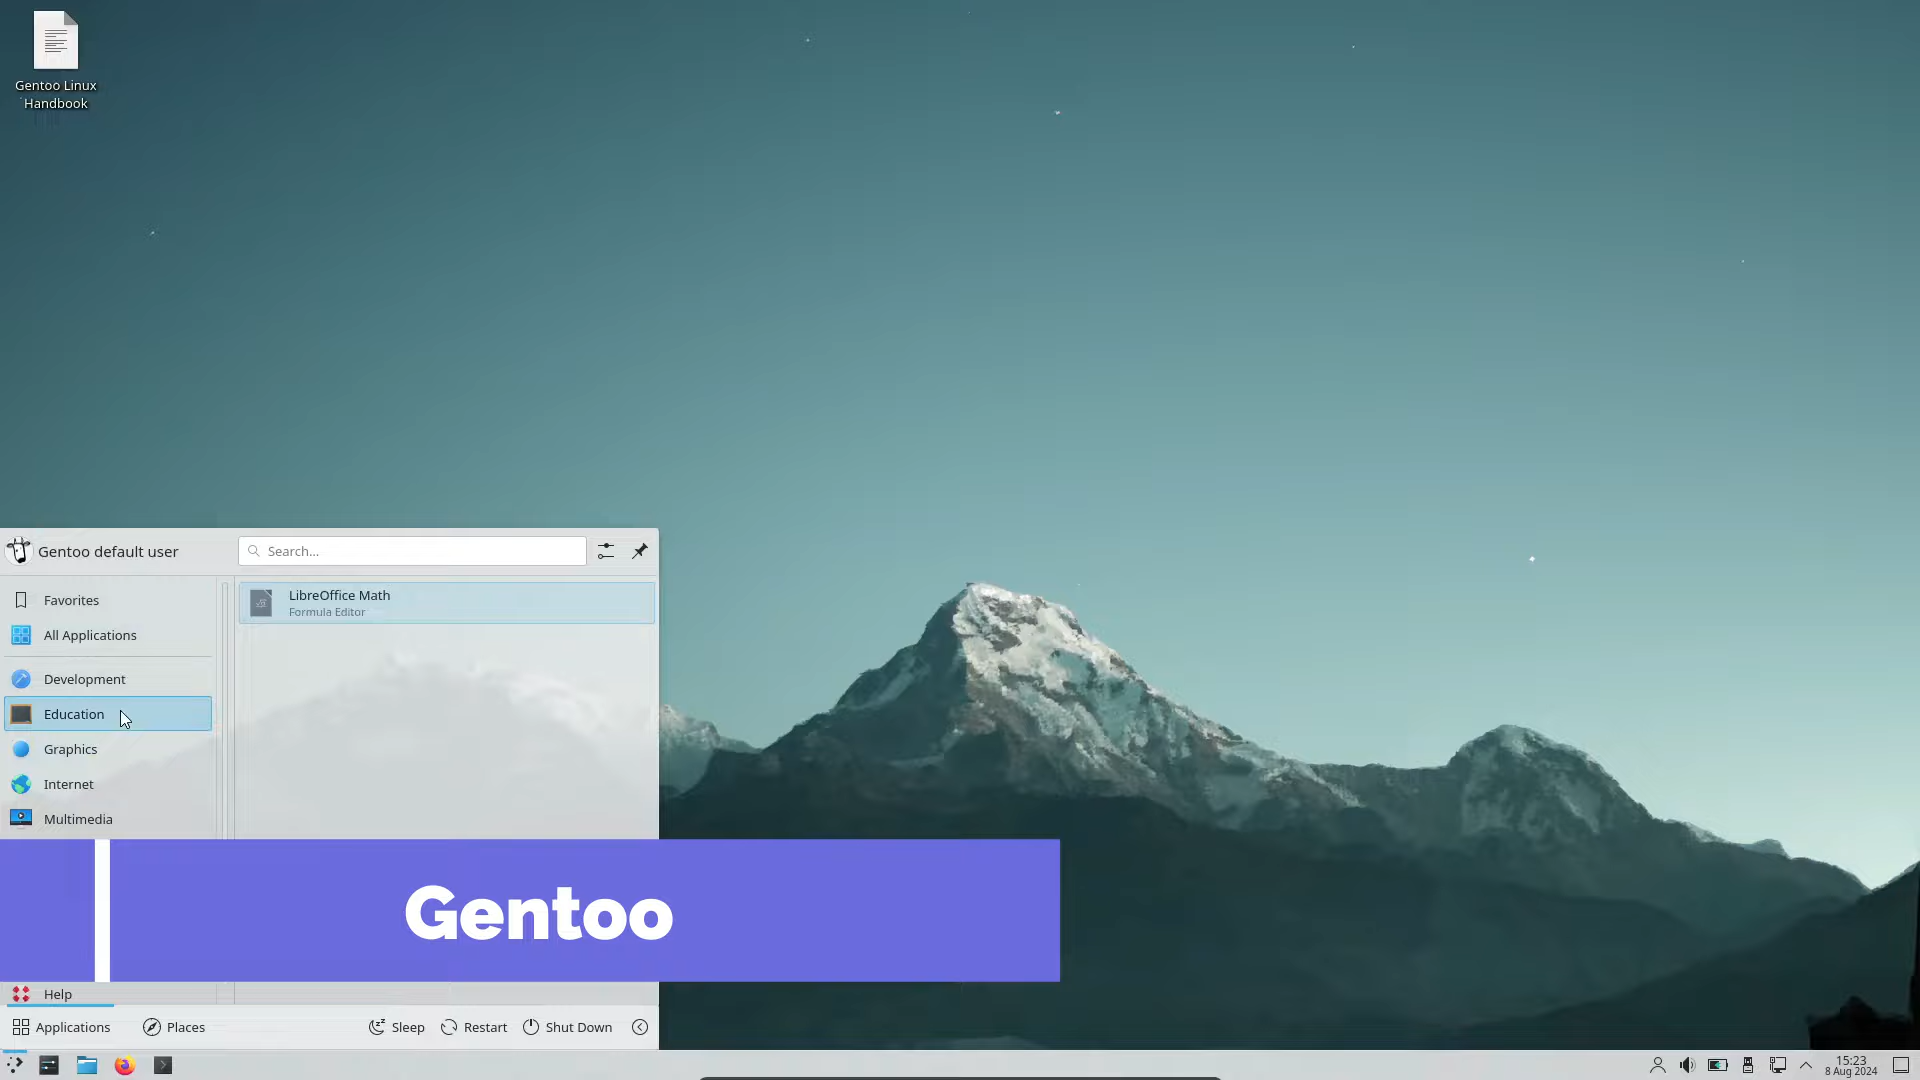 Gentoo Linux
Handbook
Gentoo default user
Search...
Favorites
All Applications
Development
Education
Graphics
Internet
Multimedia
LibreOffice Math
Formula Editor
Gentoo
Help
Applications
Places
Sleep
Restart
Shut Down
15:23
8 Aug 2024